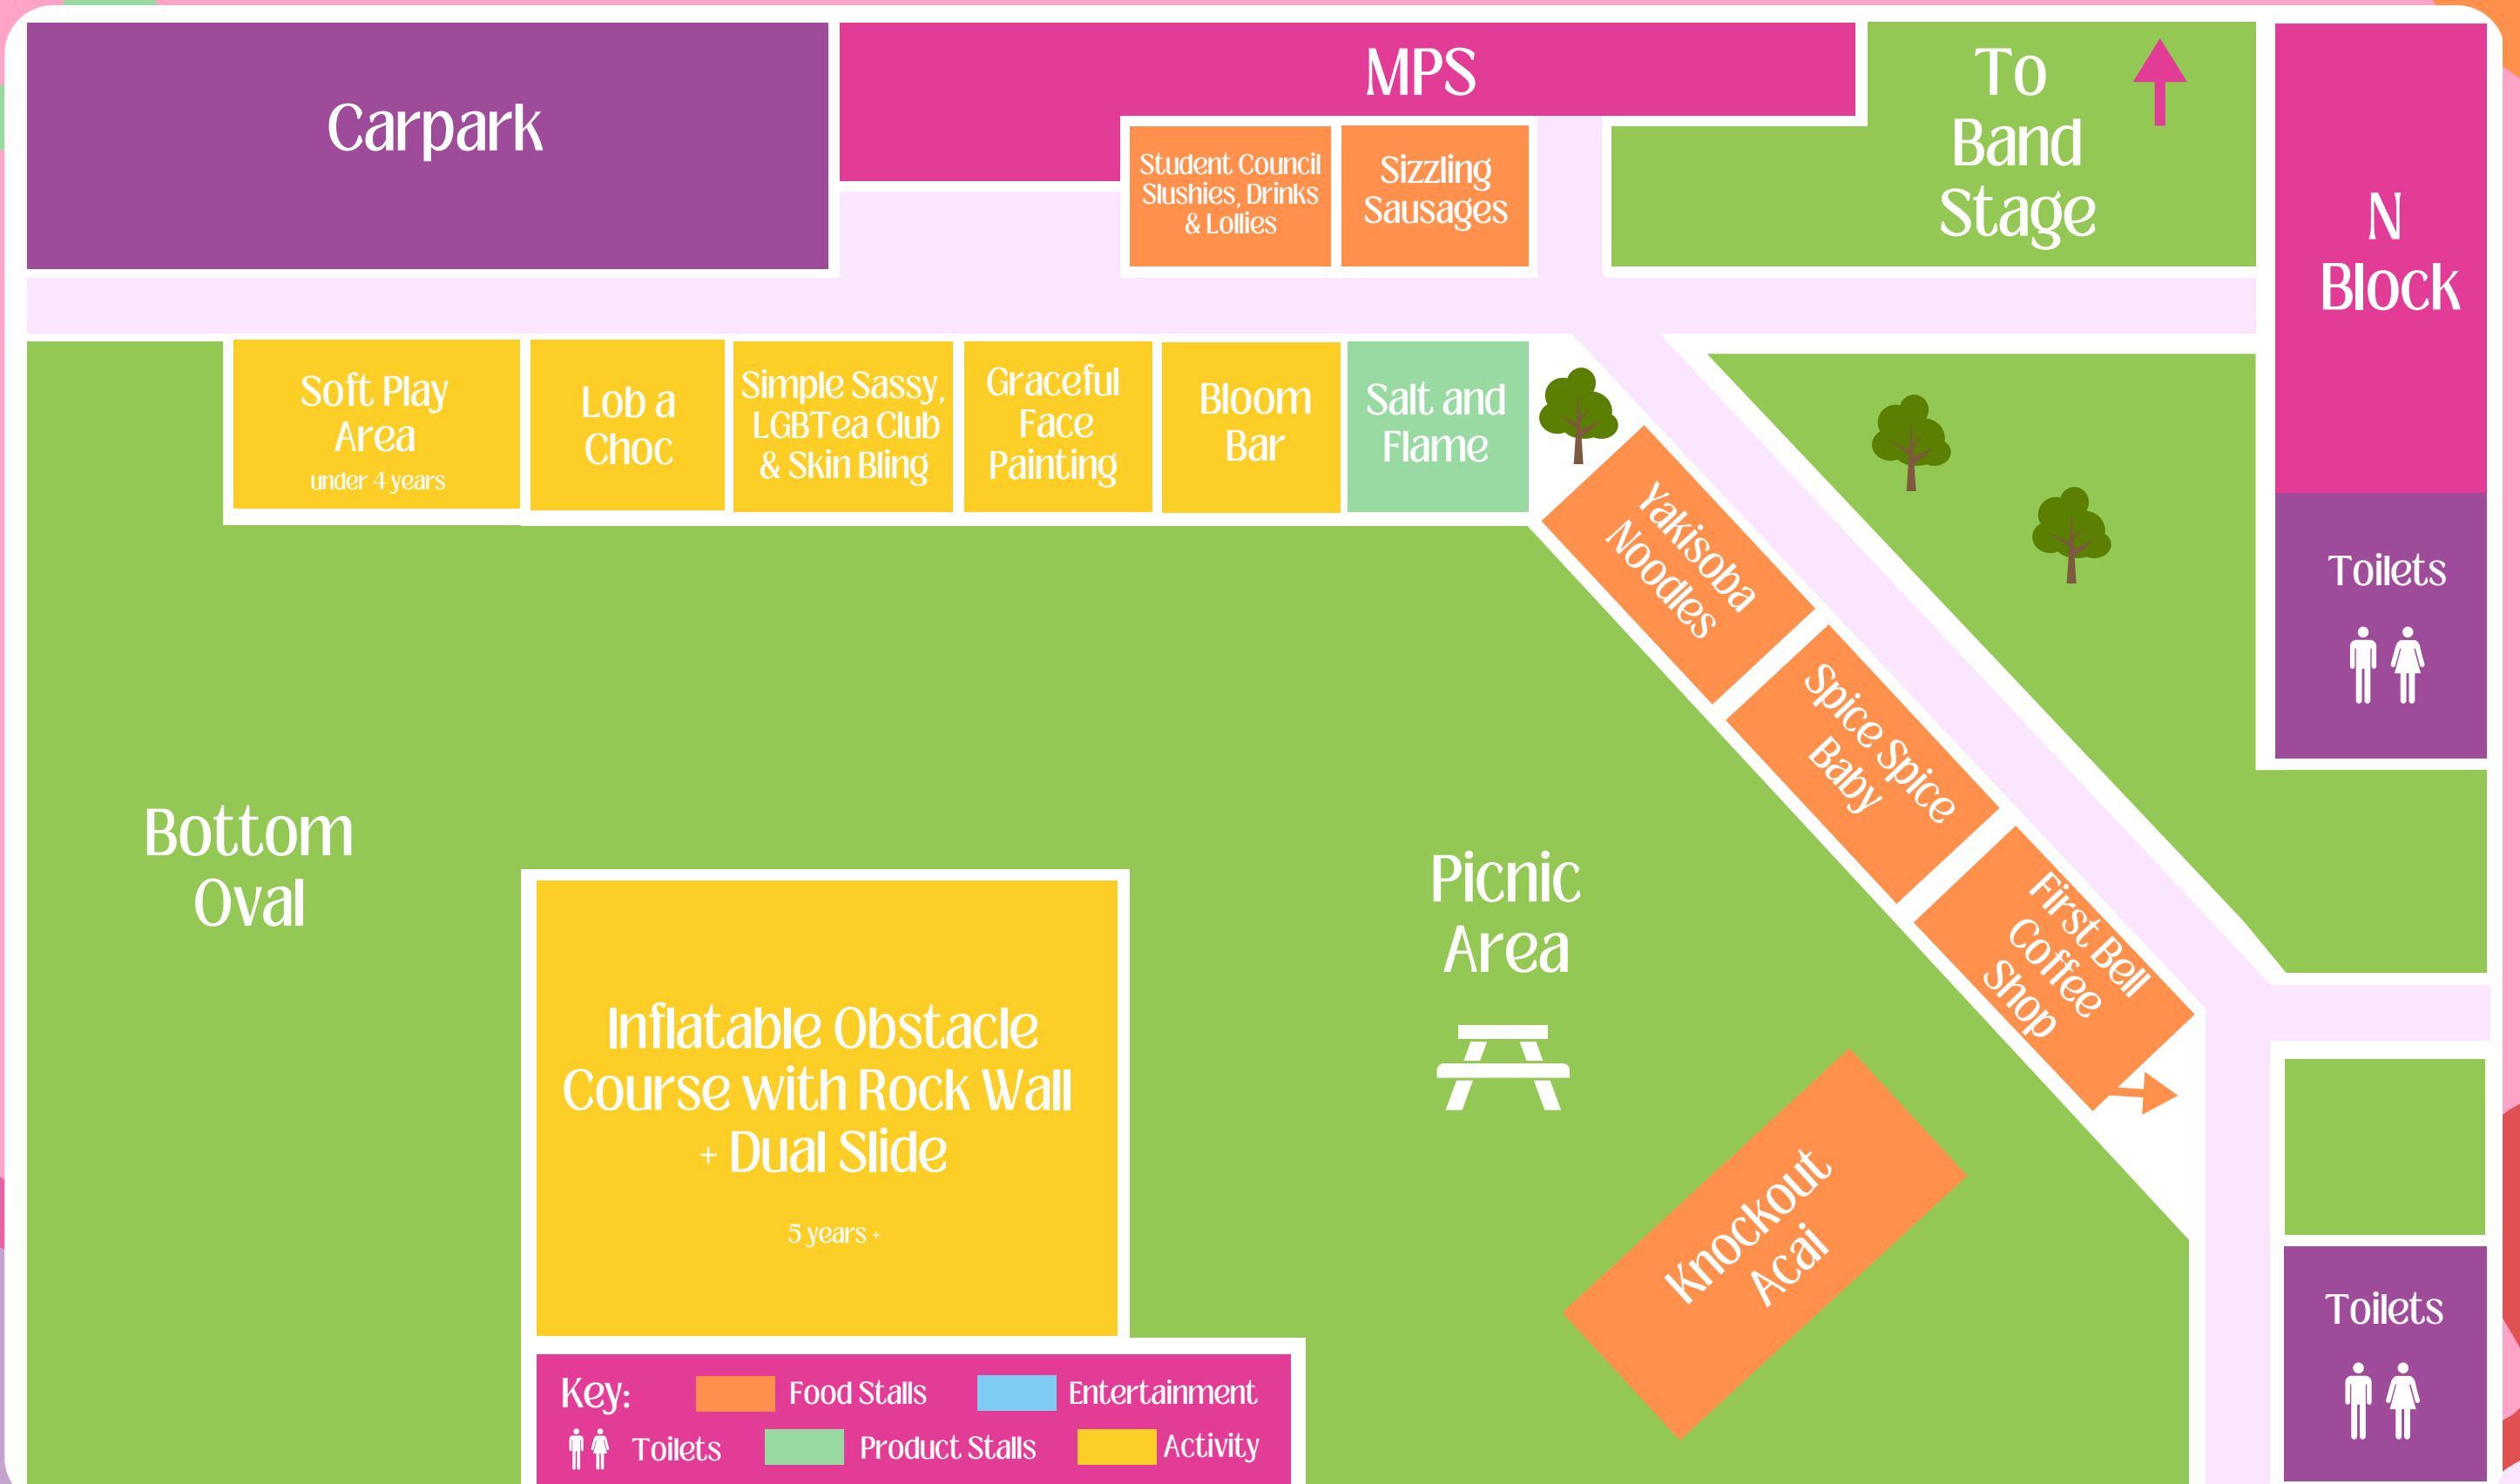 Carpark
MPS
To
Band
Stage
N
Block
Student Council
Slushies, Drinks
& Lollies
Sizzling
Sausages
Soft Play
Area
under 4 years
Lob a
Choc
Simple Sassy,
LGBTea Club
& Skin Bling
Graceful
Face
Painting
Bloom
Bar
Salt and
Flame
Yakisoba
Noodles
Spice Spice
Baby
First Bell
Coffee
Shop
Toilets
Bottom
Oval
Picnic
Area
Inflatable Obstacle
Course with Rock Wall
+ Dual Slide
5 years +
Knockout
Acai
Toilets
Key:
Food Stalls
Entertainment
Toilets
Product Stalls
Activity